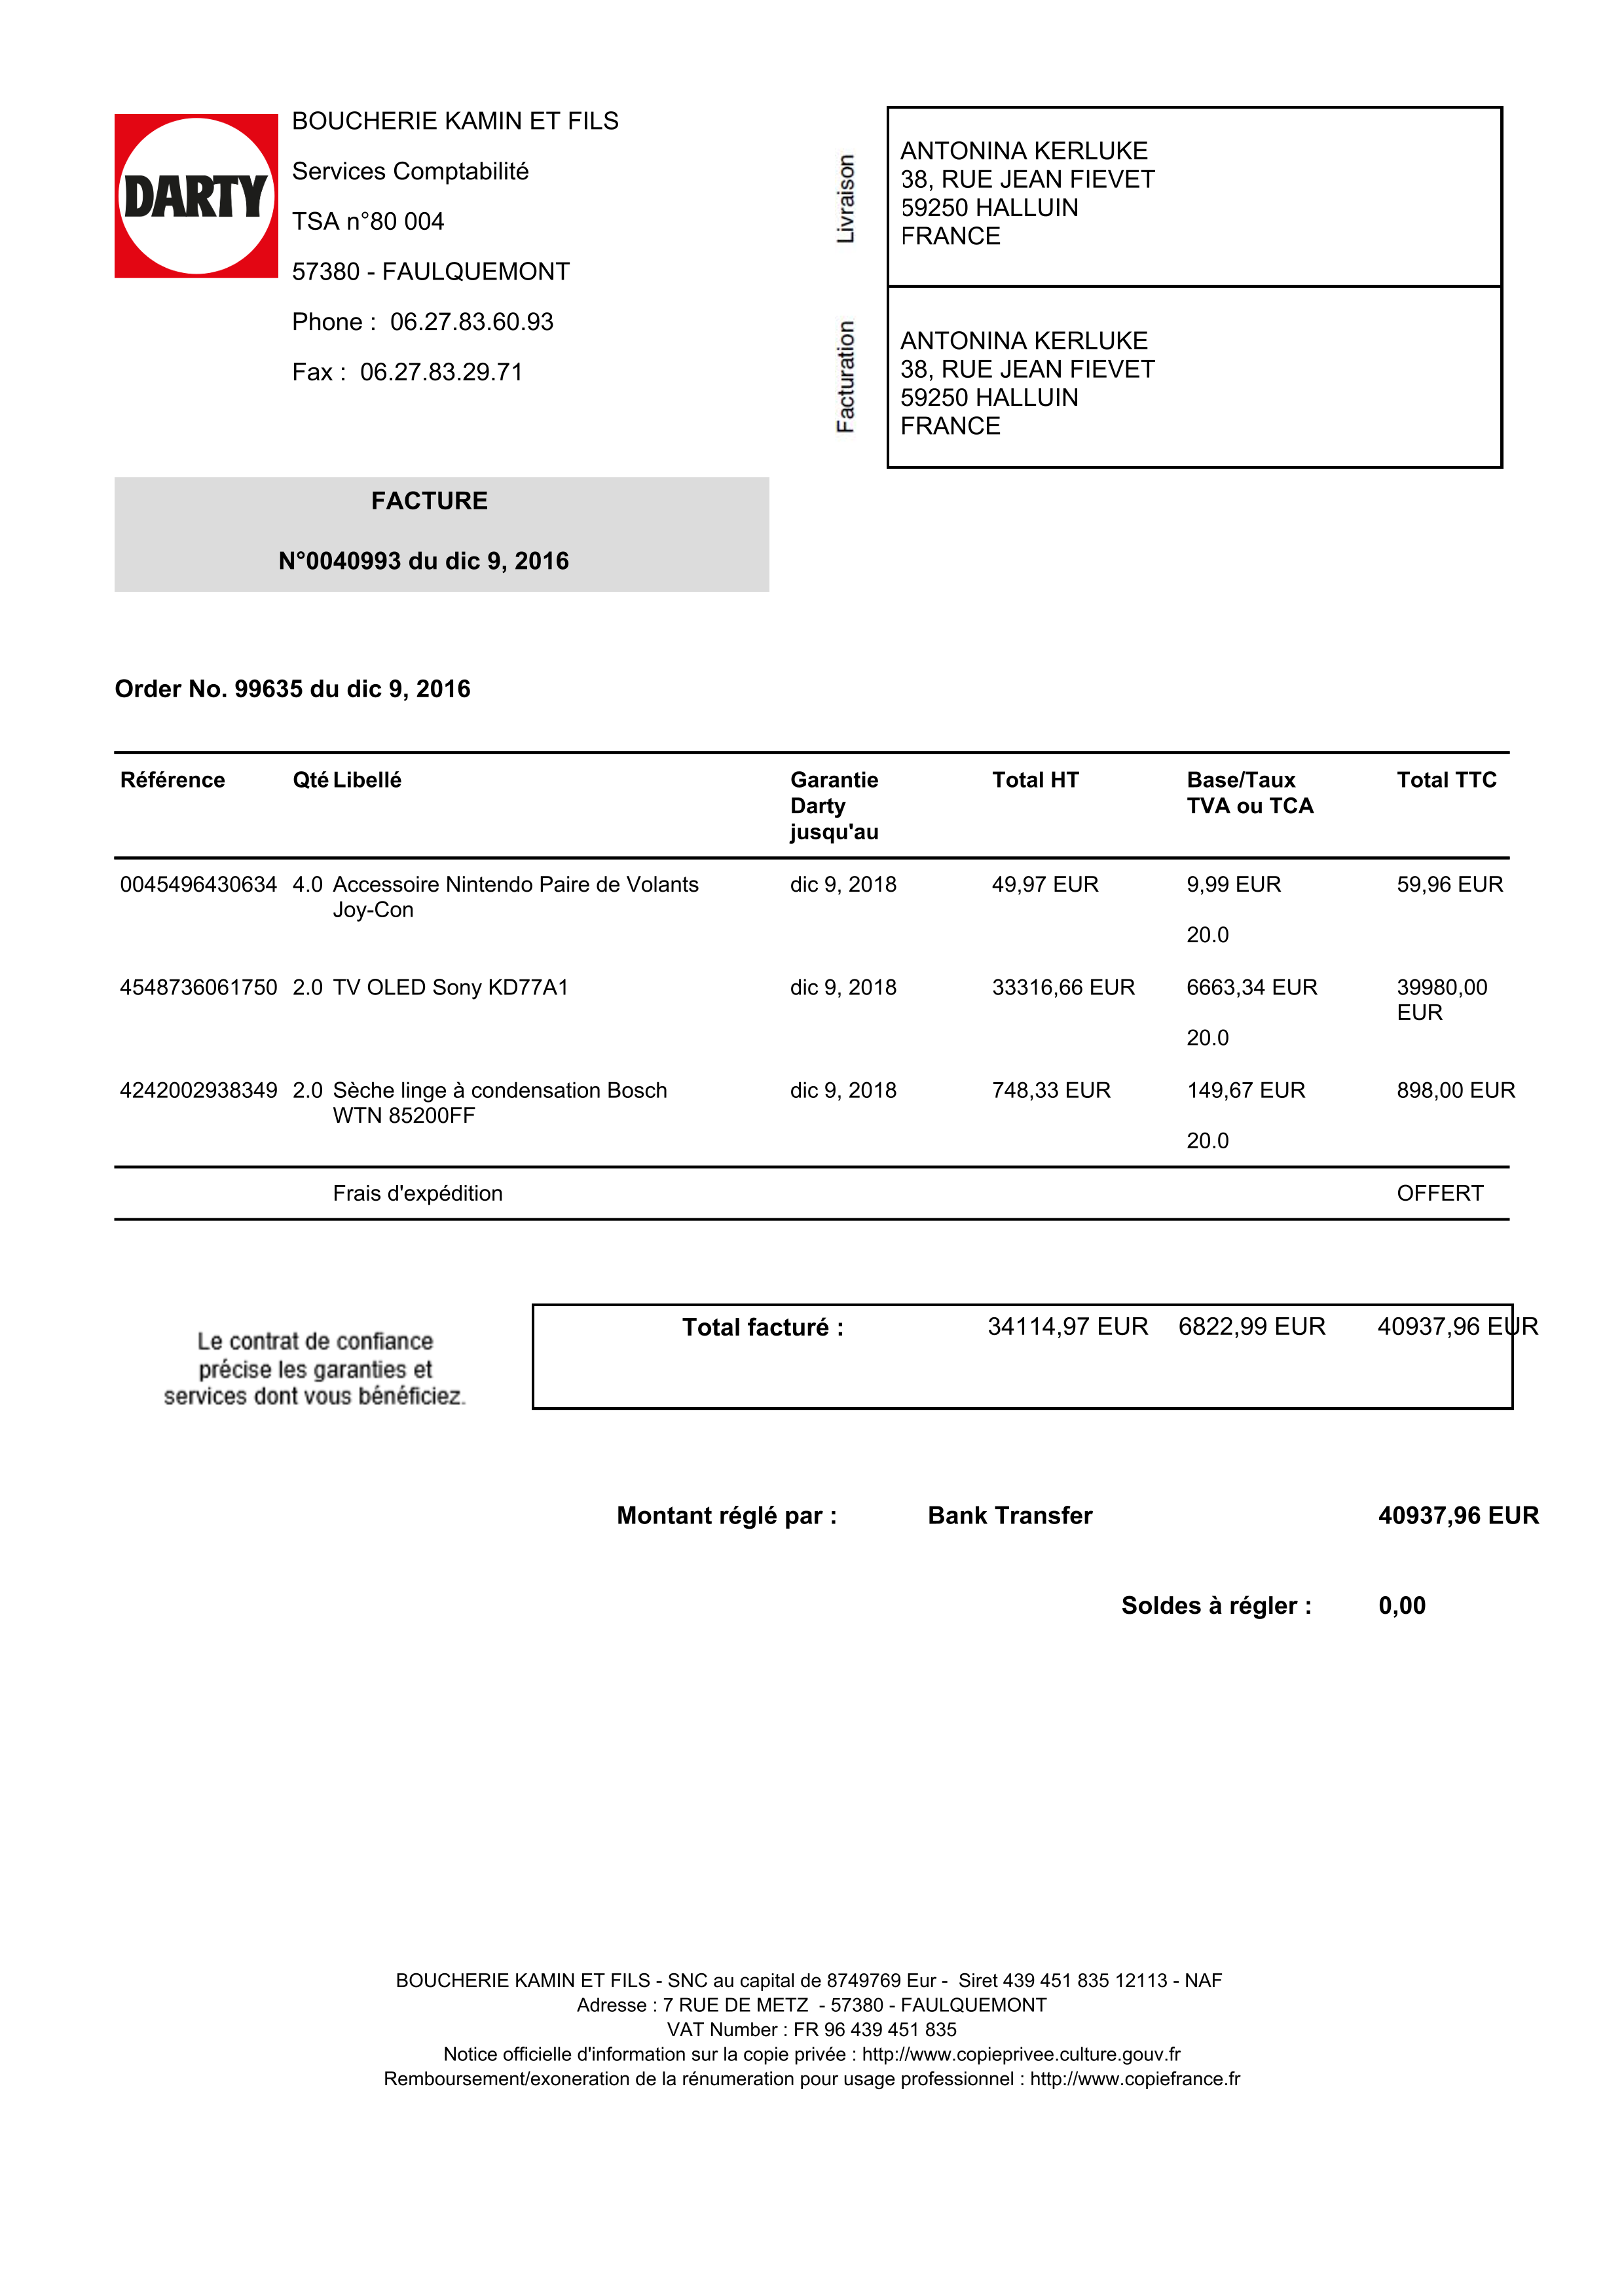 DARTY
BOUCHERIE KAMIN ET FILS
Services Comptabilité
TSA n°80 004
57380 - FAULQUEMONT
Phone : 06.27.83.60.93
Fax : 06.27.83.29.71
Livraison
ANTONINA KERLUKE
38, RUE JEAN FIEVET
59250 HALLUIN
FRANCE
Facturation
ANTONINA KERLUKE
38, RUE JEAN FIEVET
59250 HALLUIN
FRANCE
FACTURE
N°0040993 du dic 9, 2016
Order No. 99635 du dic 9, 2016
Référence Qté Libellé Garantie Total HT Base/Taux Total TTC
Darty TVA ou TCA
jusqu'au
0045496430634 4.0 Accessoire Nintendo Paire de Volants dic 9, 2018 49,97 EUR 9,99 EUR 59,96 EUR
Joy-Con
20.0
4548736061750 2.0 TV OLED Sony KD77A1 dic 9, 2018 33316,66 EUR 6663,34 EUR 39980,00
EUR
20.0
4242002938349 2.0 Sèche linge à condensation Bosch dic 9, 2018 748,33 EUR 149,67 EUR 898,00 EUR
WTN 85200FF
20.0
Frais d'expédition OFFERT
Le contrat de confiance
précise les garanties et
services dont vous bénéficiez.
Total facturé : 34114,97 EUR 6822,99 EUR 40937,96 EUR
Montant réglé par : Bank Transfer 40937,96 EUR
Soldes à régler : 0,00
BOUCHERIE KAMIN ET FILS - SNC au capital de 8749769 Eur - Siret 439 451 835 12113 - NAF
Adresse : 7 RUE DE METZ - 57380 - FAULQUEMONT
VAT Number : FR 96 439 451 835
Notice officielle d'information sur la copie privée : http://www.copieprivee.culture.gouv.fr
Remboursement/exoneration de la rénumeration pour usage professionnel : http://www.copiefrance.fr